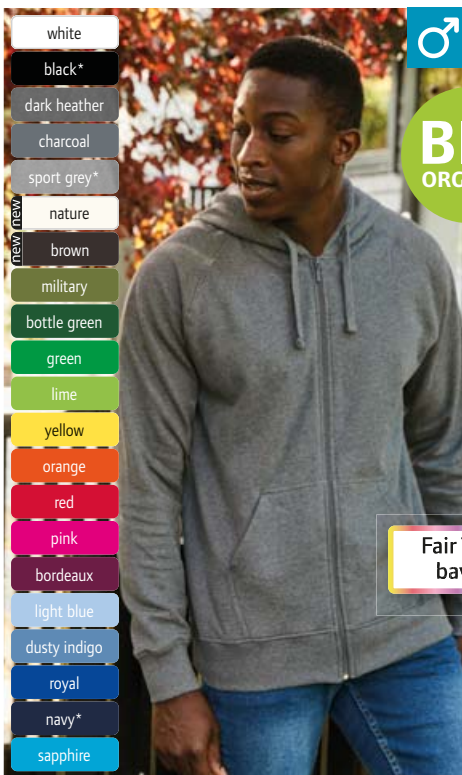 white
black*
dark heather
charcoal
sport grey*
new
nature
new
brown
military
bottle green
green
lime
yellow
orange
red
pink
bordeaux
light blue
dusty indigo
royal
navy*
sapphire
Fair